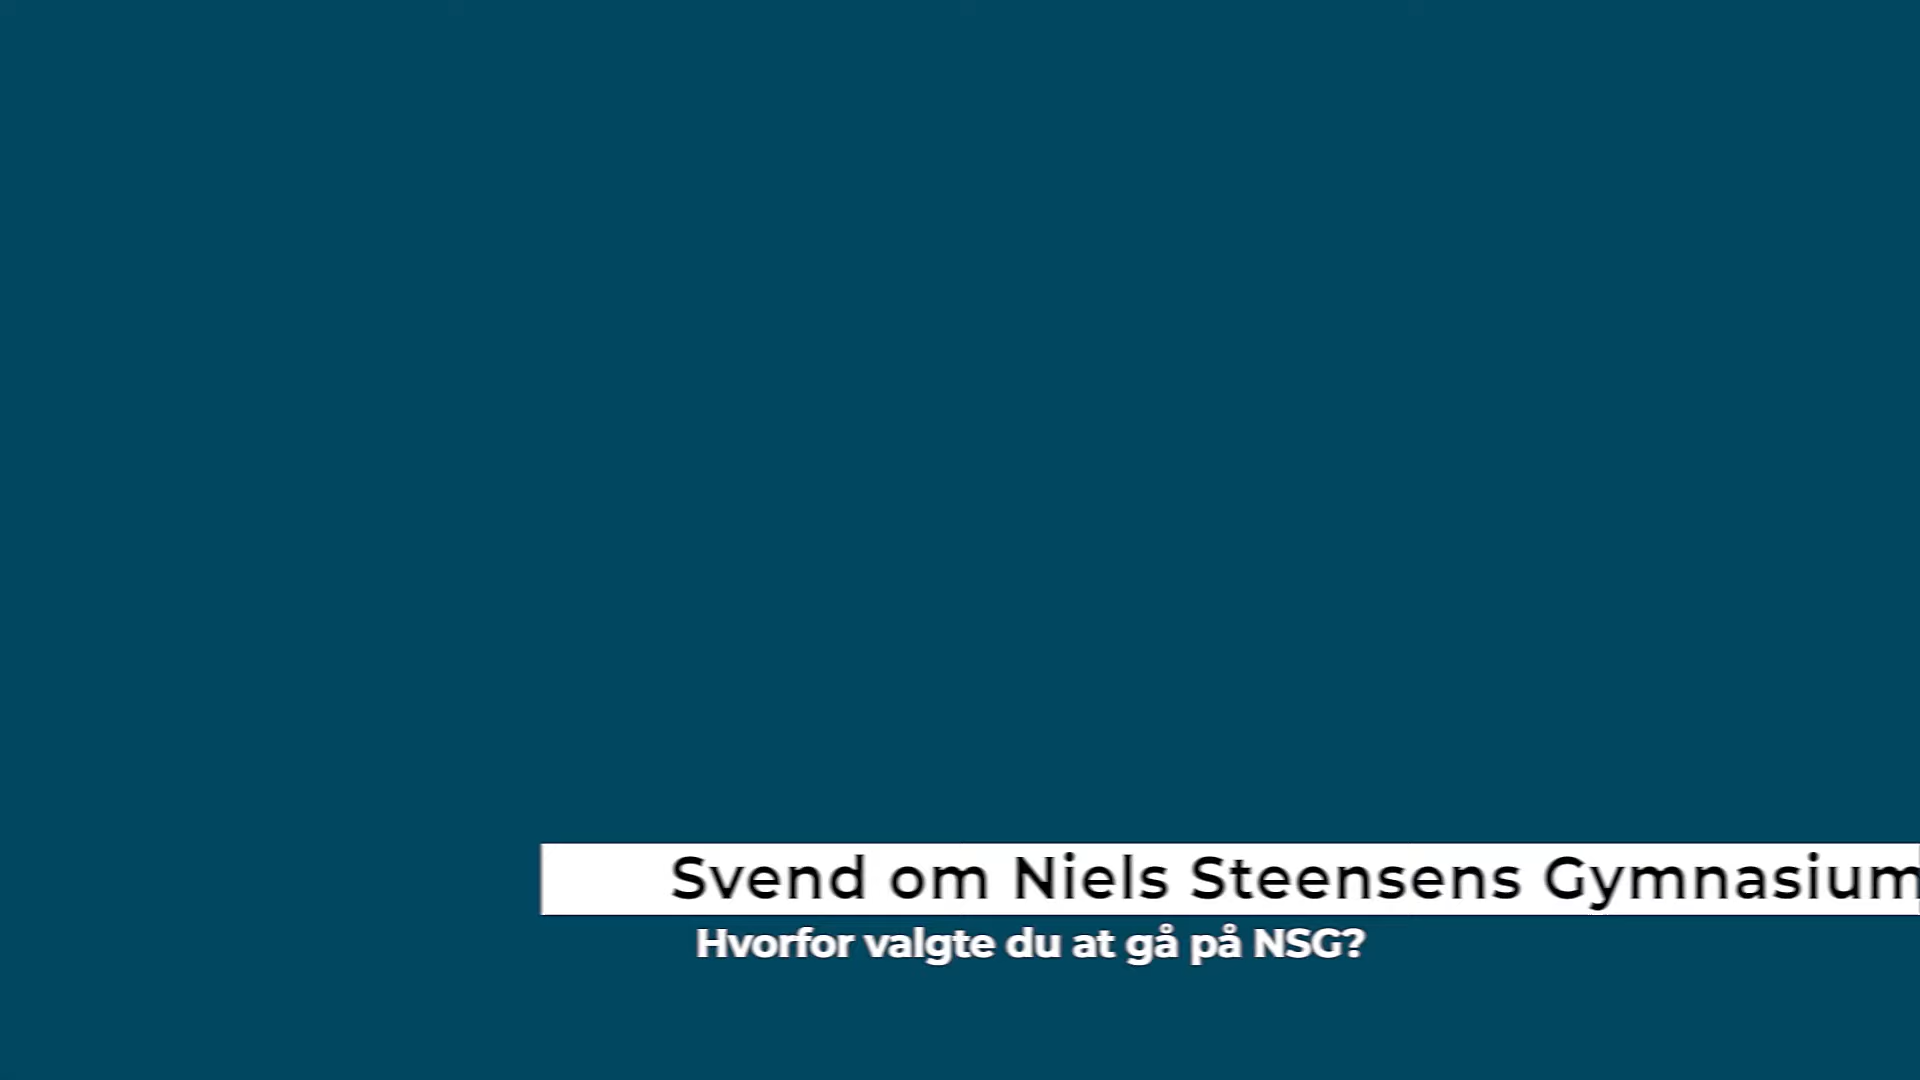 Svend om Niels Steensens Gymnasium
Hvorfor valgte du at gå på NSG?